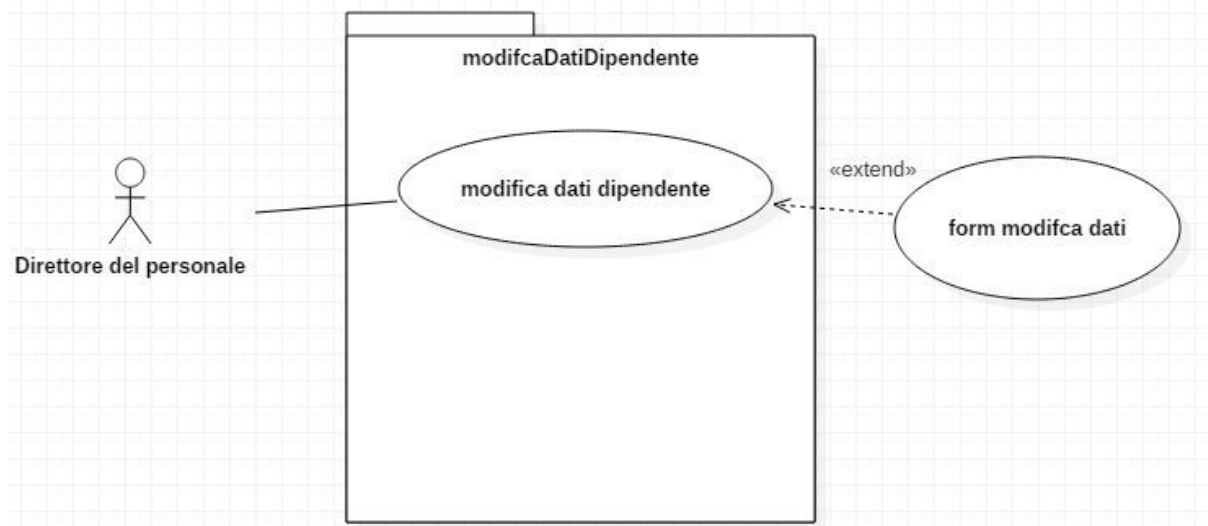 modifcaDatiDipendente
modifica dati dipendente
«extend»
form modifca dati
Direttore del personale